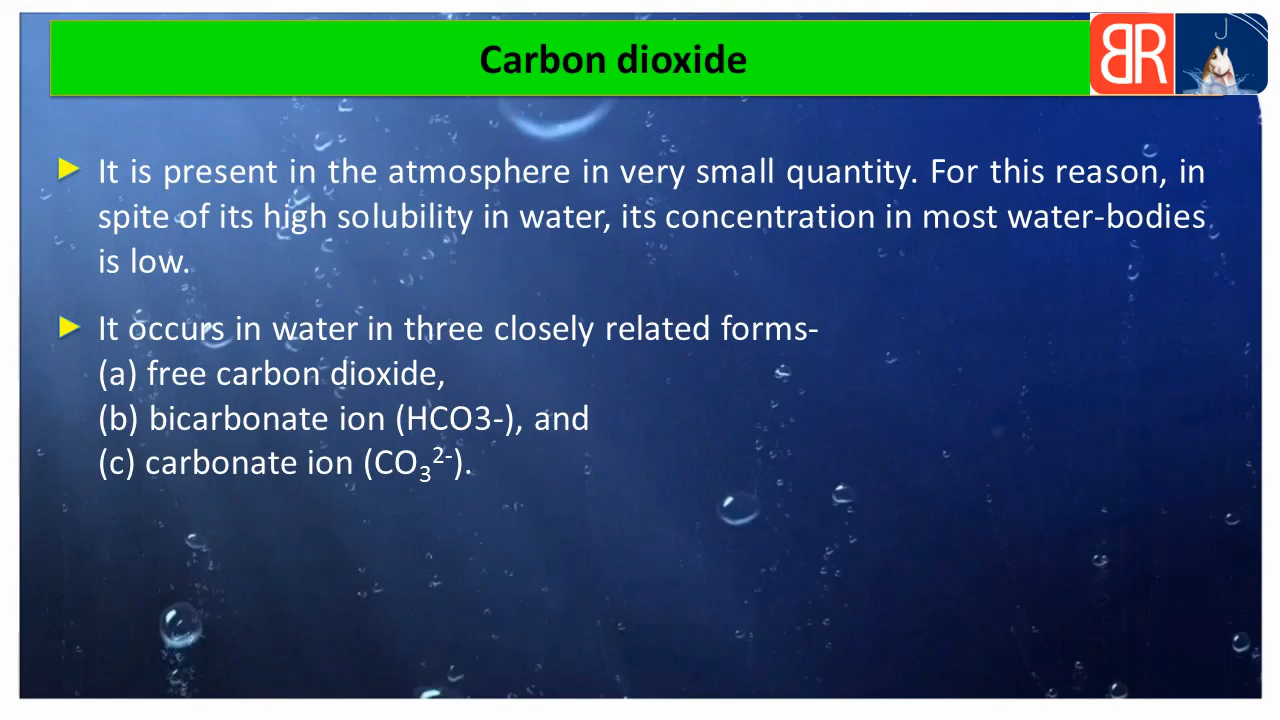 Carbon dioxide
BR
It is present in the atmosphere in very small quantity. For this reason, in
spite of its high solubility in water, its concentration in most water-bodies
is low.
It occurs in water in three closely related forms-
(a) free carbon dioxide,
(b) bicarbonate ion (HCO3-), and
(c) carbonate ion (CO₃²⁻).